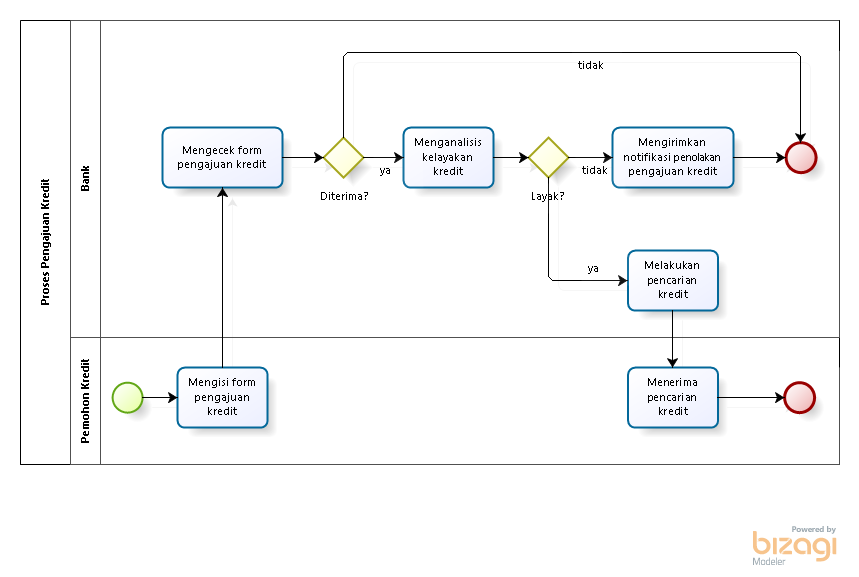 Proses Pengajuan Kredit
Bank
Pemohon Kredit
tidak
Mengecek form
pengajuan kredit
Diterima?
ya
Menganalisis
kelayakan
kredit
Layak?
tidak
Mengirimkan
notifikasi penolakan
pengajuan kredit
ya
Melakukan
pencarian
kredit
Mengisi form
pengajuan
kredit
Menerima
pencarian
kredit
Powered by
bizagi
Modeler